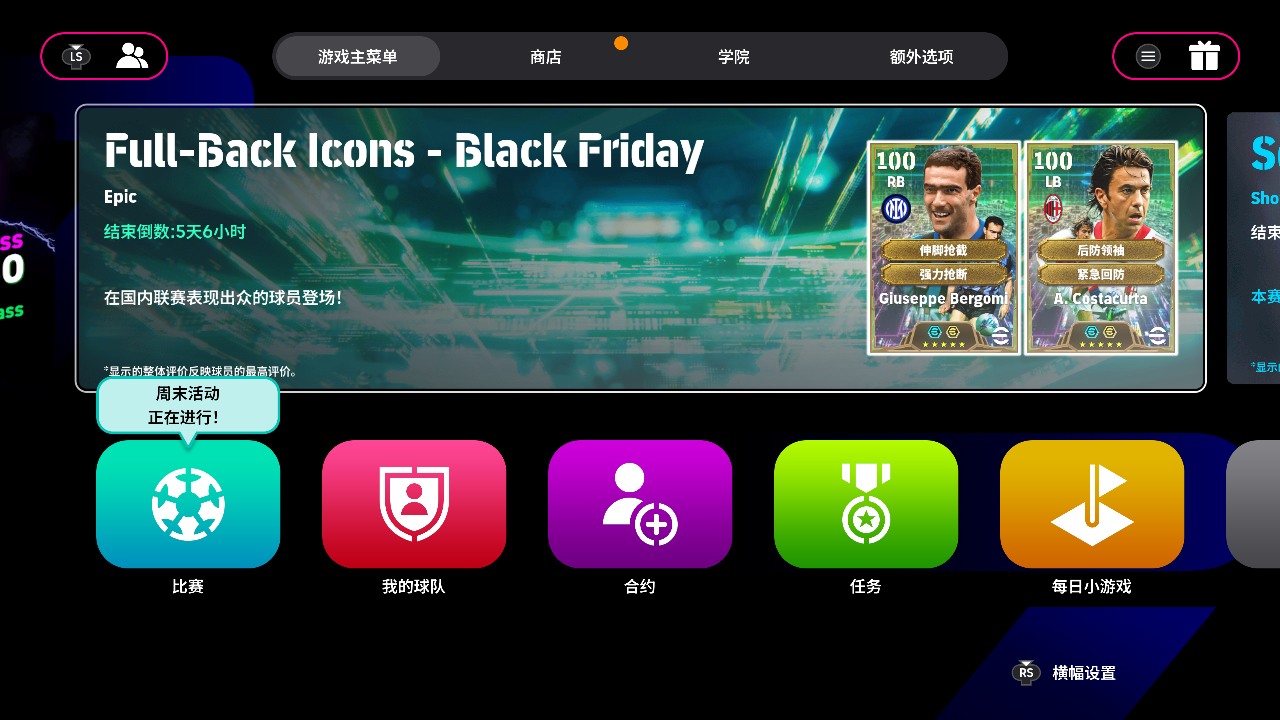 LS
游戏主菜单
商店
学院
额外选项
Full-Back Icons - Black Friday
Epic
结束倒数:5天6小时
在国内联赛表现出众的球员登场!
*显示的整体评价反映球员的最高评价。
100
RB
伸脚抢截
强力抢断
Giuseppe Bergomi
100
LB
后防领袖
紧急回防
A. Costacurta
ss
0
ass
S
Sho
结束
本赛
*显示
周末活动
正在进行!
比赛
我的球队
合约
任务
每日小游戏
RS
横幅设置